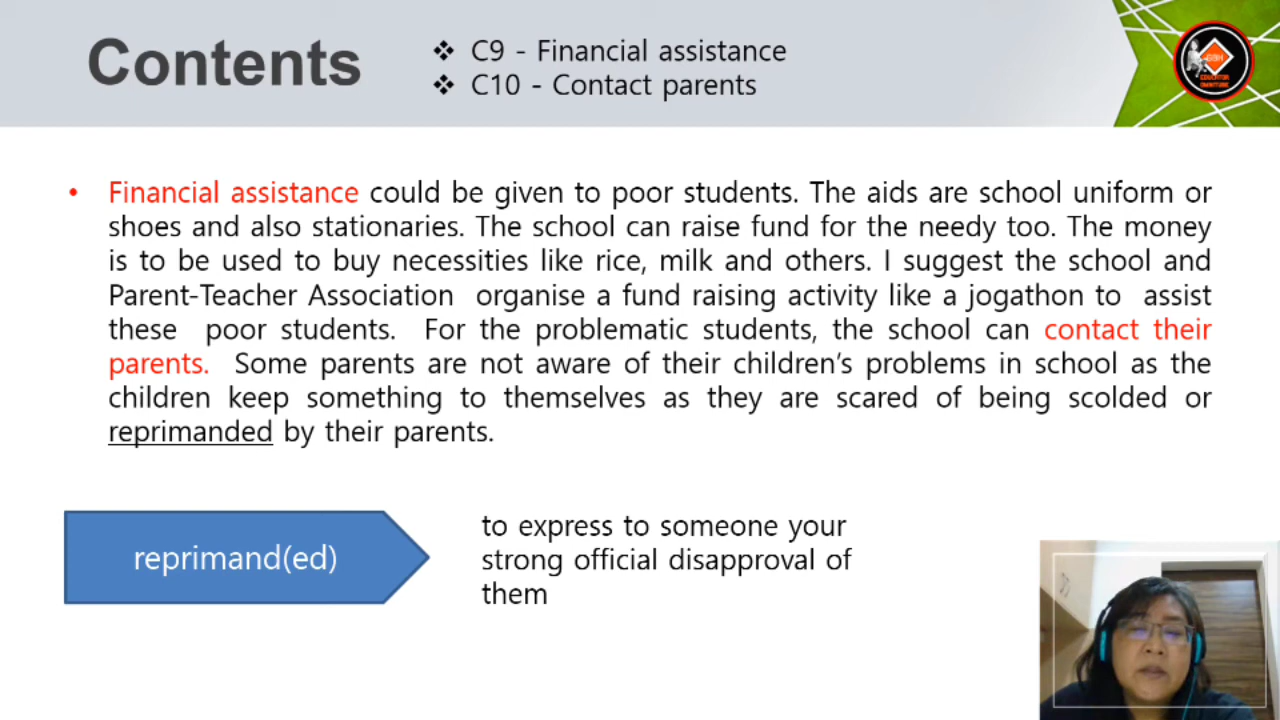 Contents
❖ C9 - Financial assistance
❖ C10 - Contact parents
• Financial assistance could be given to poor students. The aids are school uniform or
shoes and also stationaries. The school can raise fund for the needy too. The money
is to be used to buy necessities like rice, milk and others. I suggest the school and
Parent-Teacher Association organise a fund raising activity like a jogathon to assist
these poor students. For the problematic students, the school can contact their
parents. Some parents are not aware of their children's problems in school as the
children keep something to themselves as they are scared of being scolded or
reprimanded by their parents.
reprimand(ed)
to express to someone your
strong official disapproval of
them